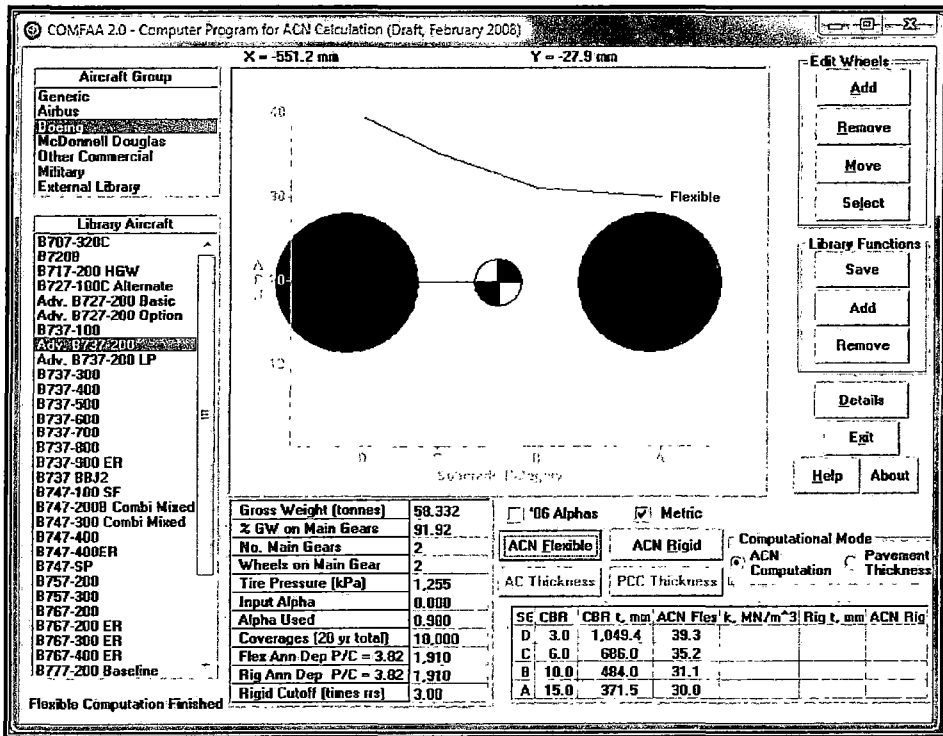 COMFAA 2.0 - Computer Program for ACN Calculation (Draft, February 2008)
X = -551.2 mm Y = -27.9 mm
Aircraft Group
Generic
Airbus
Boeing
McDonnell Douglas
Other Commercial
Military
External Library
Library Aircraft
B707-320C
B720B
B717-200 HGW
B727-100C Alternate
Adv. B727-200 Basic
Adv. B727-200 Option
B737-100
Adv. B737-200
Adv. B737-200 LP
B737-300
B737-400
B737-500
B737-600
B737-700
B737-800
B737-900 ER
B737 BBJ2
B747-100 SF
B747-200B Combi Mixed
B747-300 Combi Mixed
B747-400
B747-400ER
B747-SP
B757-200
B757-300
B767-200
B767-200 ER
B767-300 ER
B767-400 ER
B777-200 Baseline
Flexible Computation Finished
40
30
Flexible
10
D C B A
Subgrade Category
Edit Wheels
Add
Remove
Move
Select
Library Functions
Save
Add
Remove
Details
Exit
Help About
Gross Weight (tonnes) 58.332
% GW on Main Gears 91.92
No. Main Gears 2
Wheels on Main Gear 2
Tire Pressure (kPa) 1,255
Input Alpha 0.000
Alpha Used 0.900
Coverages (20 yr total) 10,000
Flex Ann Dep P/C = 3.82 1,910
Rig Ann Dep P/C = 3.82 1,910
Rigid Cutoff (times rrs) 3.00
'06 Alphas Metric
ACN Flexible ACN Rigid
AC Thickness PCC Thickness
Computational Mode
ACN Computation Pavement Thickness
SG CBR CBR t, mm ACN Flex k, MN/m^3 Rig t, mm ACN Rig
D 3.0 1,049.4 39.3
C 6.0 686.0 35.2
B 10.0 484.0 31.1
A 15.0 371.5 30.0